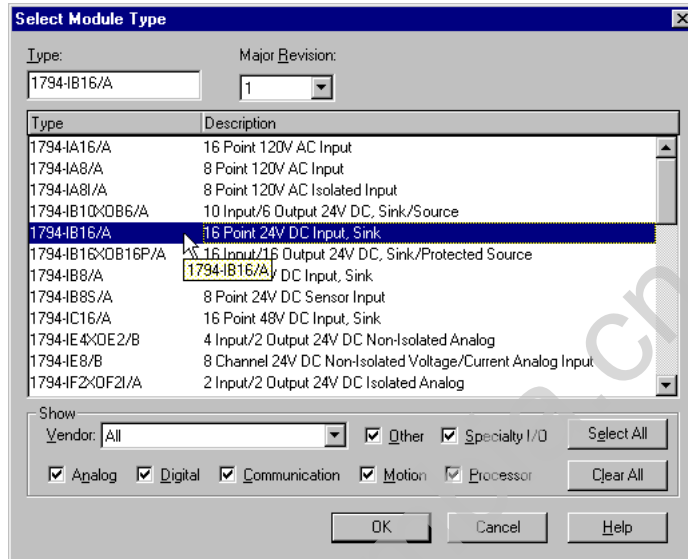 Select Module Type
Type:
Major Revision:
1794-IB16/A
1
Type Description
1794-IA16/A 16 Point 120V AC Input
1794-IA8/A 8 Point 120V AC Input
1794-IA8I/A 8 Point 120V AC Isolated Input
1794-IB10XOB6/A 10 Input/6 Output 24V DC, Sink/Source
1794-IB16/A 16 Point 24V DC Input, Sink
1794-IB16XOB16P/A 16 Input/16 Output 24V DC, Sink/Protected Source
1794-IB8/A 1794-IB16/A V DC Input, Sink
1794-IB8S/A 8 Point 24V DC Sensor Input
1794-IC16/A 16 Point 48V DC Input, Sink
1794-IE4XOE2/B 4 Input/2 Output 24V DC Non-Isolated Analog
1794-IE8/B 8 Channel 24V DC Non-Isolated Voltage/Current Analog Input
1794-IF2XOF2I/A 2 Input/2 Output 24V DC Isolated Analog
Show
Vendor: All Other Specialty I/O Select All
Analog Digital Communication Motion Processor Clear All
OK Cancel Help